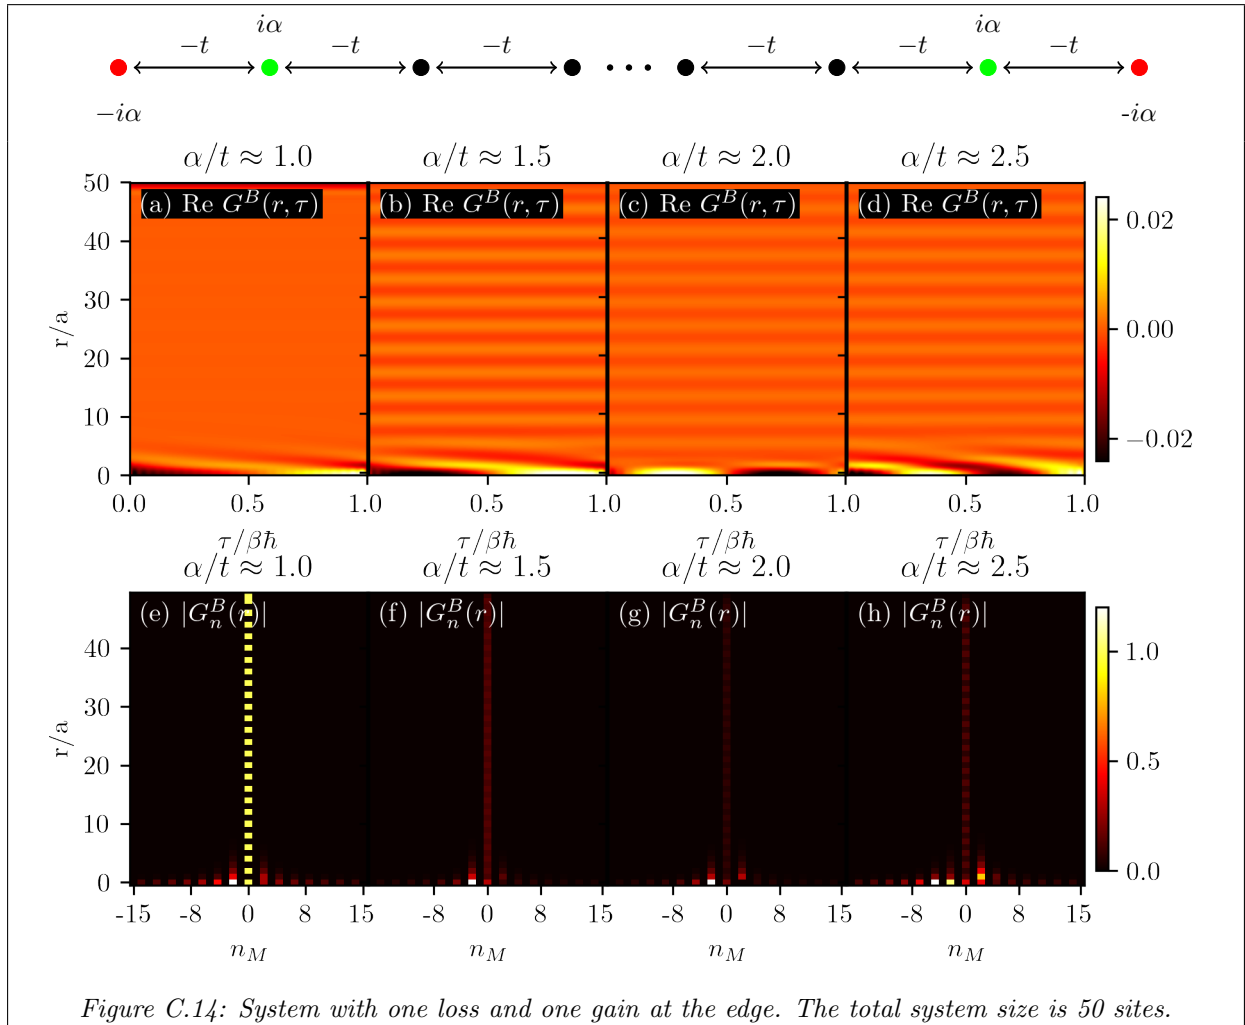 iα iα
−t −t −t −t −t −t
−iα -iα
α/t ≈ 1.0 α/t ≈ 1.5 α/t ≈ 2.0 α/t ≈ 2.5
(a) Re G^B(r, τ) (b) Re G^B(r, τ) (c) Re G^B(r, τ) (d) Re G^B(r, τ)
50
40
30
20
10
0
r/a
0.02
0.00
−0.02
0.0 0.5 1.0 0.5 1.0 0.5 1.0 0.5 1.0
τ/βħ τ/βħ τ/βħ τ/βħ
α/t ≈ 1.0 α/t ≈ 1.5 α/t ≈ 2.0 α/t ≈ 2.5
(e) |G_n^B(r)| (f) |G_n^B(r)| (g) |G_n^B(r)| (h) |G_n^B(r)|
40
30
20
10
0
r/a
1.0
0.5
0.0
-15 -8 0 8 15 -8 0 8 15 -8 0 8 15 -8 0 8 15
n_M n_M n_M n_M
Figure C.14: System with one loss and one gain at the edge. The total system size is 50 sites.